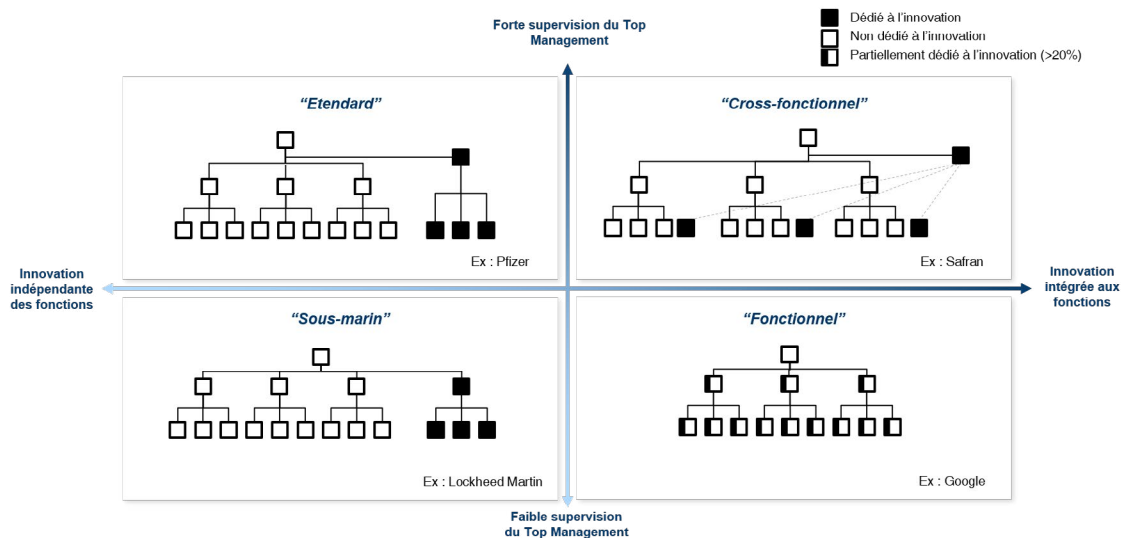 Forte supervision du Top
Management
Dédié à l'innovation
Non dédié à l'innovation
Partiellement dédié à l'innovation (>20%)
“Etendard”
Ex : Pfizer
“Cross-fonctionnel”
Ex : Safran
Innovation
indépendante
des fonctions
Innovation
intégrée aux
fonctions
“Sous-marin”
Ex : Lockheed Martin
“Fonctionnel”
Ex : Google
Faible supervision
du Top Management